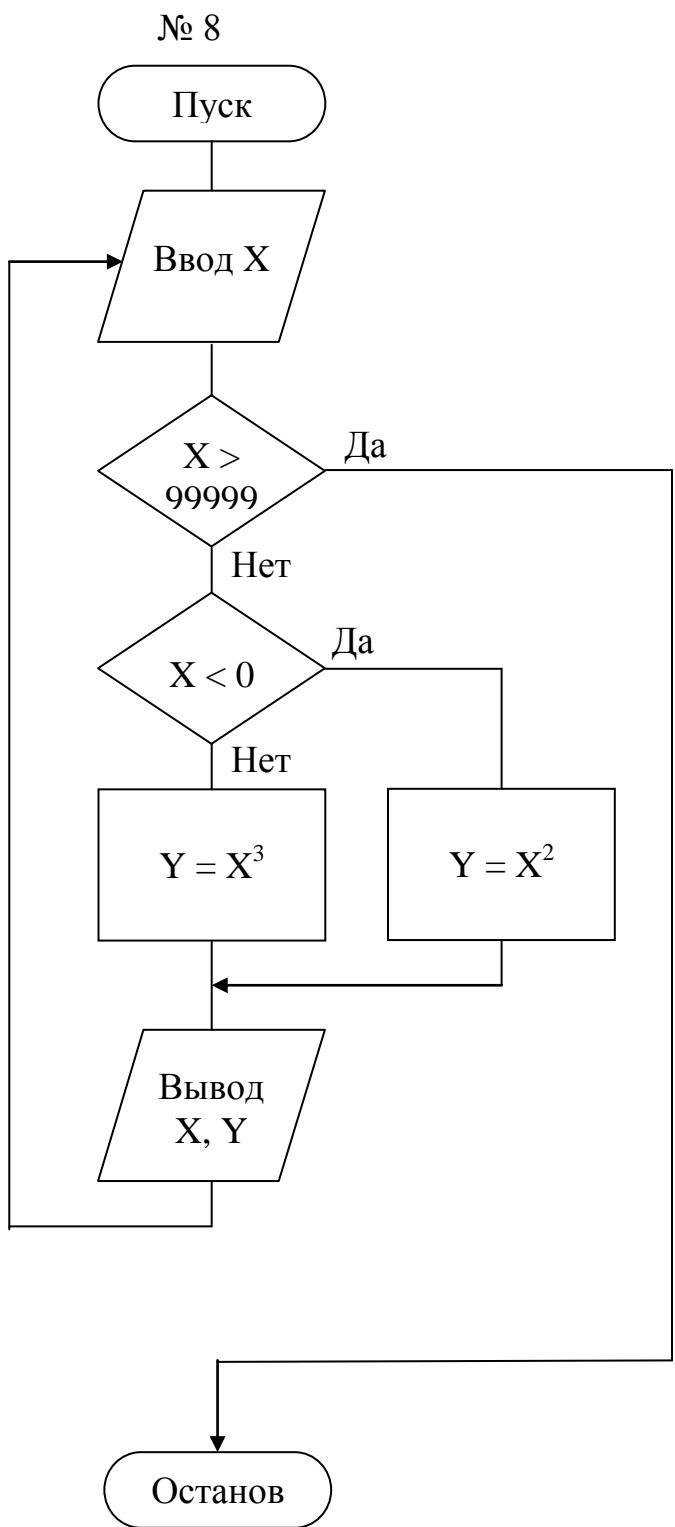 № 8
Пуск
Ввод X
X >
99999
Да
Нет
X < 0
Да
Нет
Y = X³
Y = X²
Вывод
X, Y
Останов